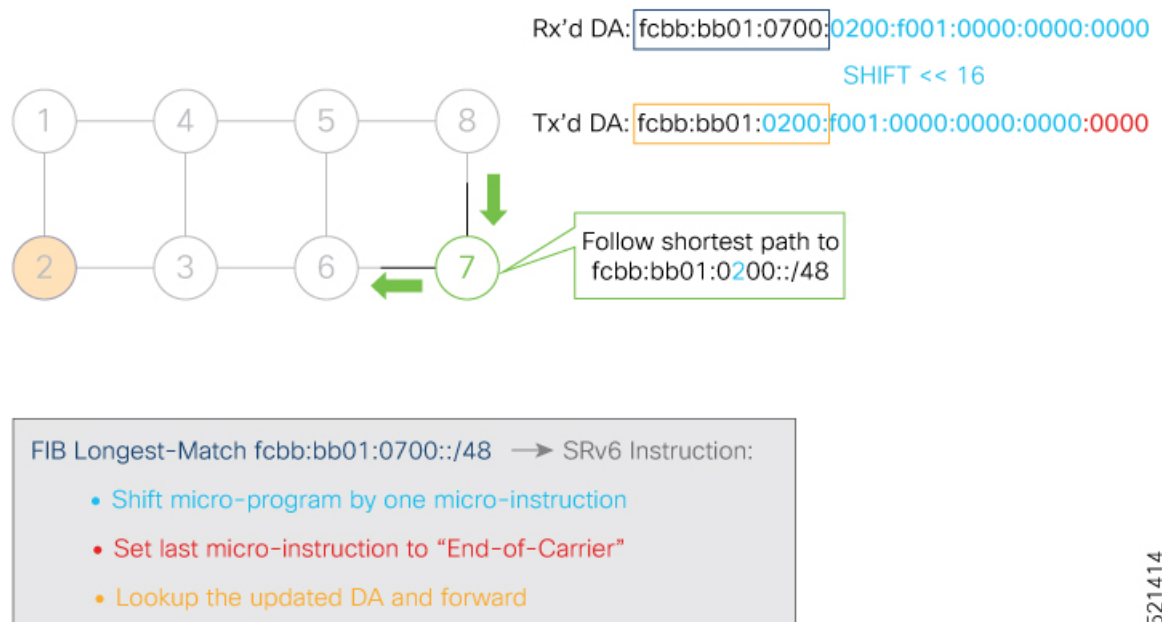 Rx'd DA: fcbb:bb01:0700:0200:f001:0000:0000:0000
SHIFT << 16
Tx'd DA: fcbb:bb01:0200:f001:0000:0000:0000:0000
1
4
5
8
2
3
6
7
Follow shortest path to
fcbb:bb01:0200::/48
FIB Longest-Match fcbb:bb01:0700::/48 → SRv6 Instruction:
• Shift micro-program by one micro-instruction
• Set last micro-instruction to “End-of-Carrier”
• Lookup the updated DA and forward
521414